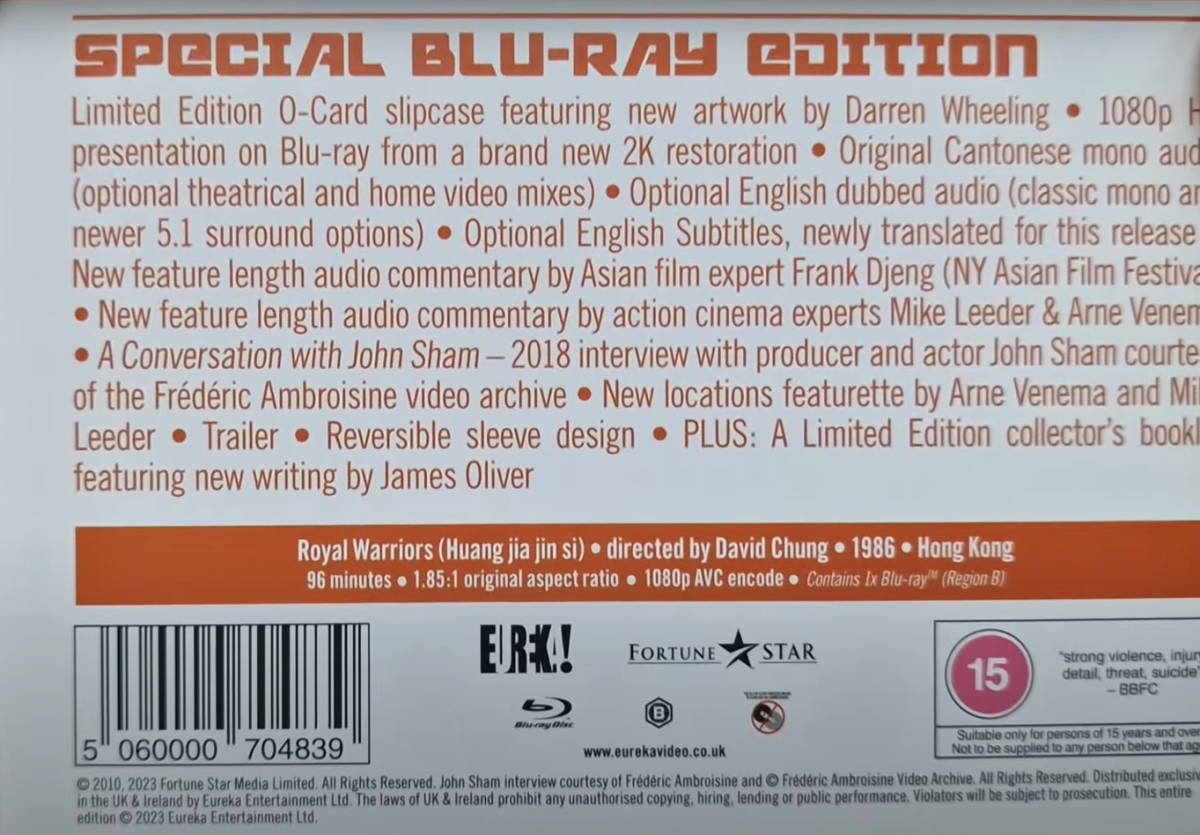 SPECIAL BLU-RAY EDITION
Limited Edition O-Card slipcase featuring new artwork by Darren Wheeling • 1080p H
presentation on Blu-ray from a brand new 2K restoration • Original Cantonese mono aud
(optional theatrical and home video mixes) • Optional English dubbed audio (classic mono a
newer 5.1 surround options) • Optional English Subtitles, newly translated for this release
New feature length audio commentary by Asian film expert Frank Djeng (NY Asian Film Festiva
• New feature length audio commentary by action cinema experts Mike Leeder & Arne Venem
• A Conversation with John Sham – 2018 interview with producer and actor John Sham courte
of the Frédéric Ambroisine video archive • New locations featurette by Arne Venema and Mi
Leeder • Trailer • Reversible sleeve design • PLUS: A Limited Edition collector's bookl
featuring new writing by James Oliver
Royal Warriors (Huang jia jin si) • directed by David Chung • 1986 • Hong Kong
96 minutes • 1.85:1 original aspect ratio • 1080p AVC encode • Contains 1x Blu-ray™ (Region B)
EUREKA!
FORTUNE STAR
15
"strong violence, injury
detail, threat, suicide"
– BBFC
Blu-ray Disc
B
5 060000 704839
www.eurekavideo.co.uk
Suitable only for persons of 15 years and over
Not to be supplied to any person below that ag
© 2010, 2023 Fortune Star Media Limited. All Rights Reserved. John Sham interview courtesy of Frédéric Ambroisine and © Frédéric Ambroisine Video Archive. All Rights Reserved. Distributed exclusiv
in the UK & Ireland by Eureka Entertainment Ltd. The laws of UK & Ireland prohibit any unauthorised copying, hiring, lending or public performance. Violators will be subject to prosecution. This entire
edition © 2023 Eureka Entertainment Ltd.